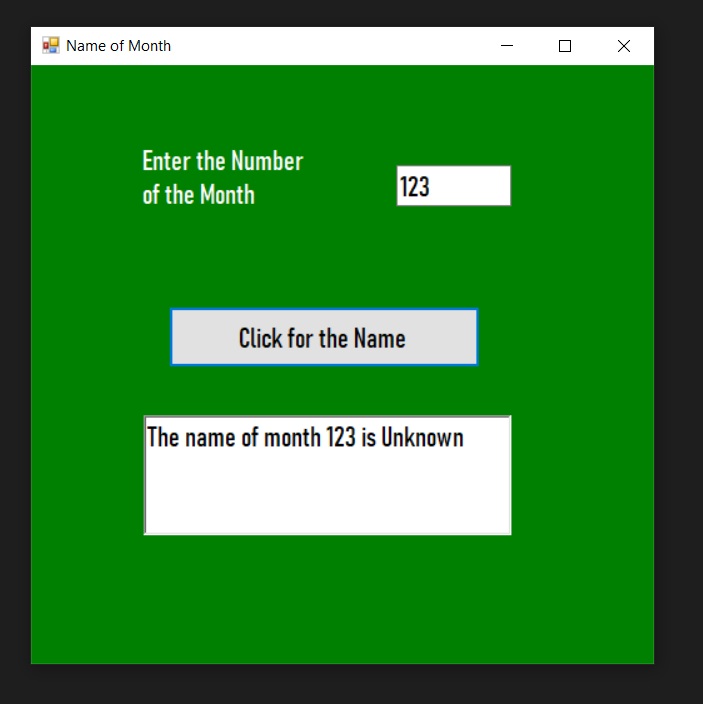 Name of Month
Enter the Number
of the Month
123
Click for the Name
The name of month 123 is Unknown